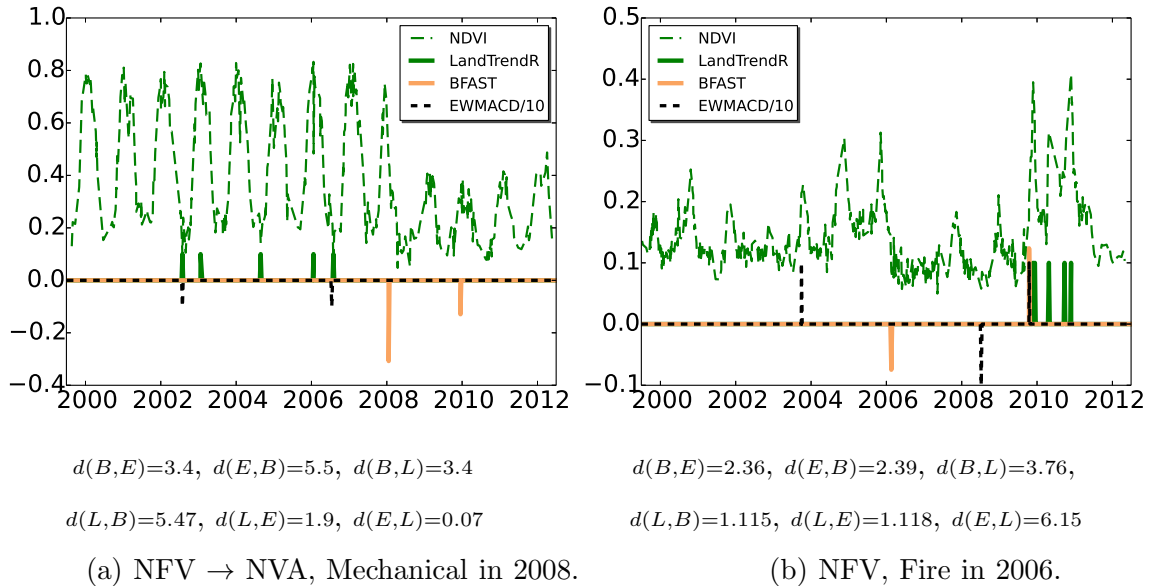 1.0
0.8
0.6
0.4
0.2
0.0
−0.2
−0.4
2000 2002 2004 2006 2008 2010 2012
NDVI
LandTrendR
BFAST
EWMACD/10
0.5
0.4
0.3
0.2
0.1
0.0
−0.1
2000 2002 2004 2006 2008 2010 2012
NDVI
LandTrendR
BFAST
EWMACD/10
d(B,E)=3.4, d(E,B)=5.5, d(B,L)=3.4
d(L,B)=5.47, d(L,E)=1.9, d(E,L)=0.07
(a) NFV → NVA, Mechanical in 2008.
d(B,E)=2.36, d(E,B)=2.39, d(B,L)=3.76,
d(L,B)=1.115, d(L,E)=1.118, d(E,L)=6.15
(b) NFV, Fire in 2006.